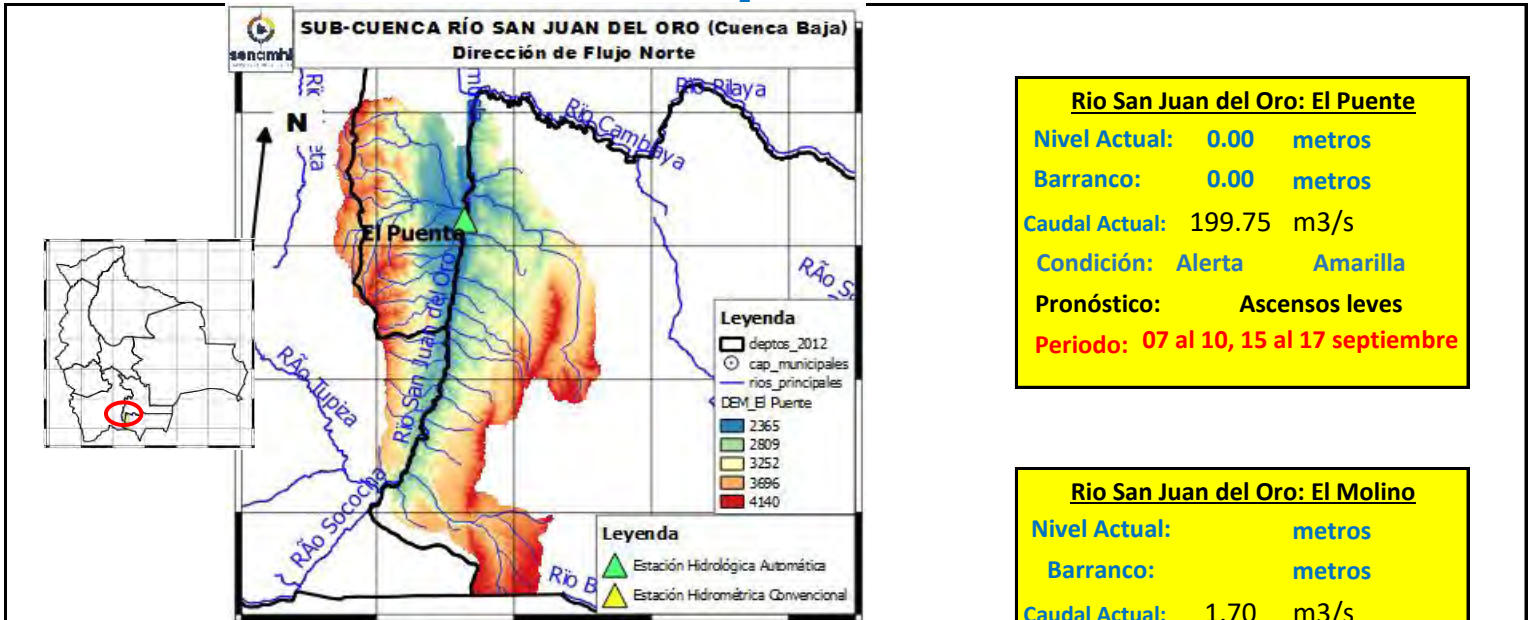 SUB-CUENCA RÍO SAN JUAN DEL ORO (Cuenca Baja)
Dirección de Flujo Norte
senamhi
N
Río Pilaya
Río Cambaya
El Puente
Río San Juan del Oro
RÃo Tupiza
RÃo Sococha
RÃo S
Río B
Leyenda
deptos_2012
cap_municipales
rios_principales
DEM_El Puente
2365
2809
3252
3696
4140
Leyenda
Estación Hidrológica Automática
Estación Hidrométrica Convencional
Rio San Juan del Oro: El Puente
Nivel Actual: 0.00 metros
Barranco: 0.00 metros
Caudal Actual: 199.75 m3/s
Condición: Alerta Amarilla
Pronóstico: Ascensos leves
Periodo: 07 al 10, 15 al 17 septiembre
Rio San Juan del Oro: El Molino
Nivel Actual: metros
Barranco: metros
Caudal Actual: 1.70 m3/s